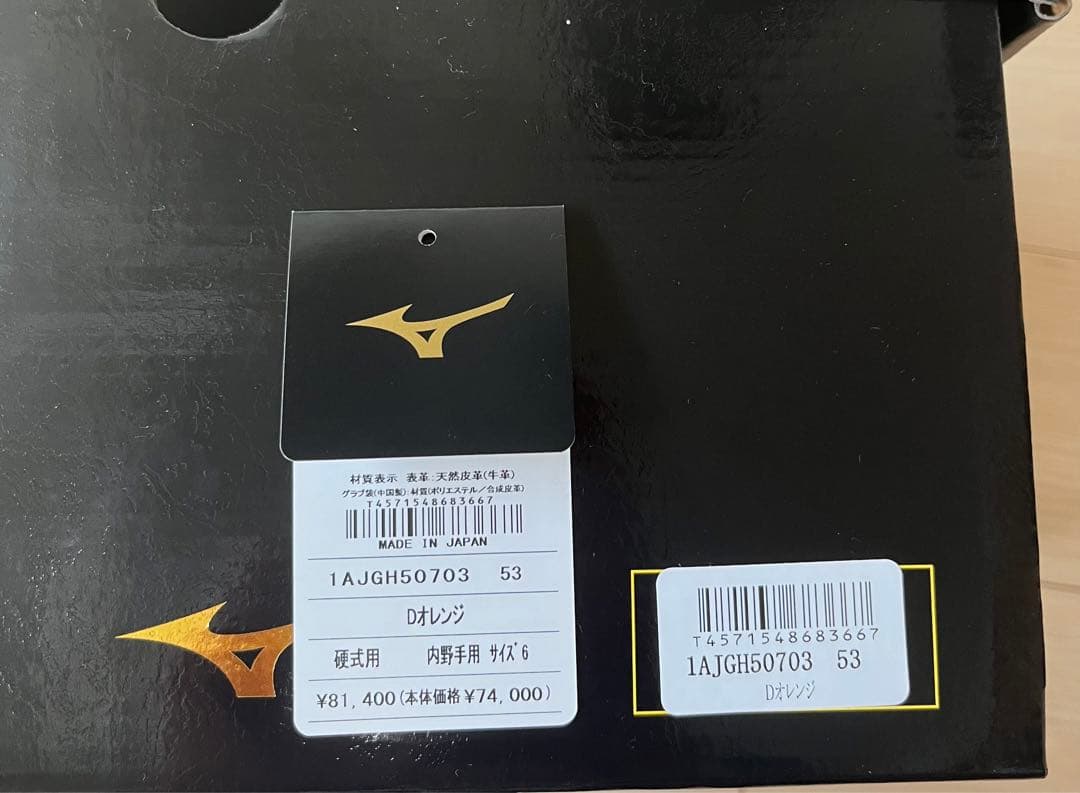 材質表示 表革:天然皮革(牛革)
グラブ袋(中国製):材質(ポリエステル/合成皮革)
T4571548683667
MADE IN JAPAN
1AJGH50703 53
Dオレンジ
硬式用 内野手用 サイズ6
¥81,400(本体価格¥74,000)
T4571548683667
1AJGH50703 53
Dオレンジ